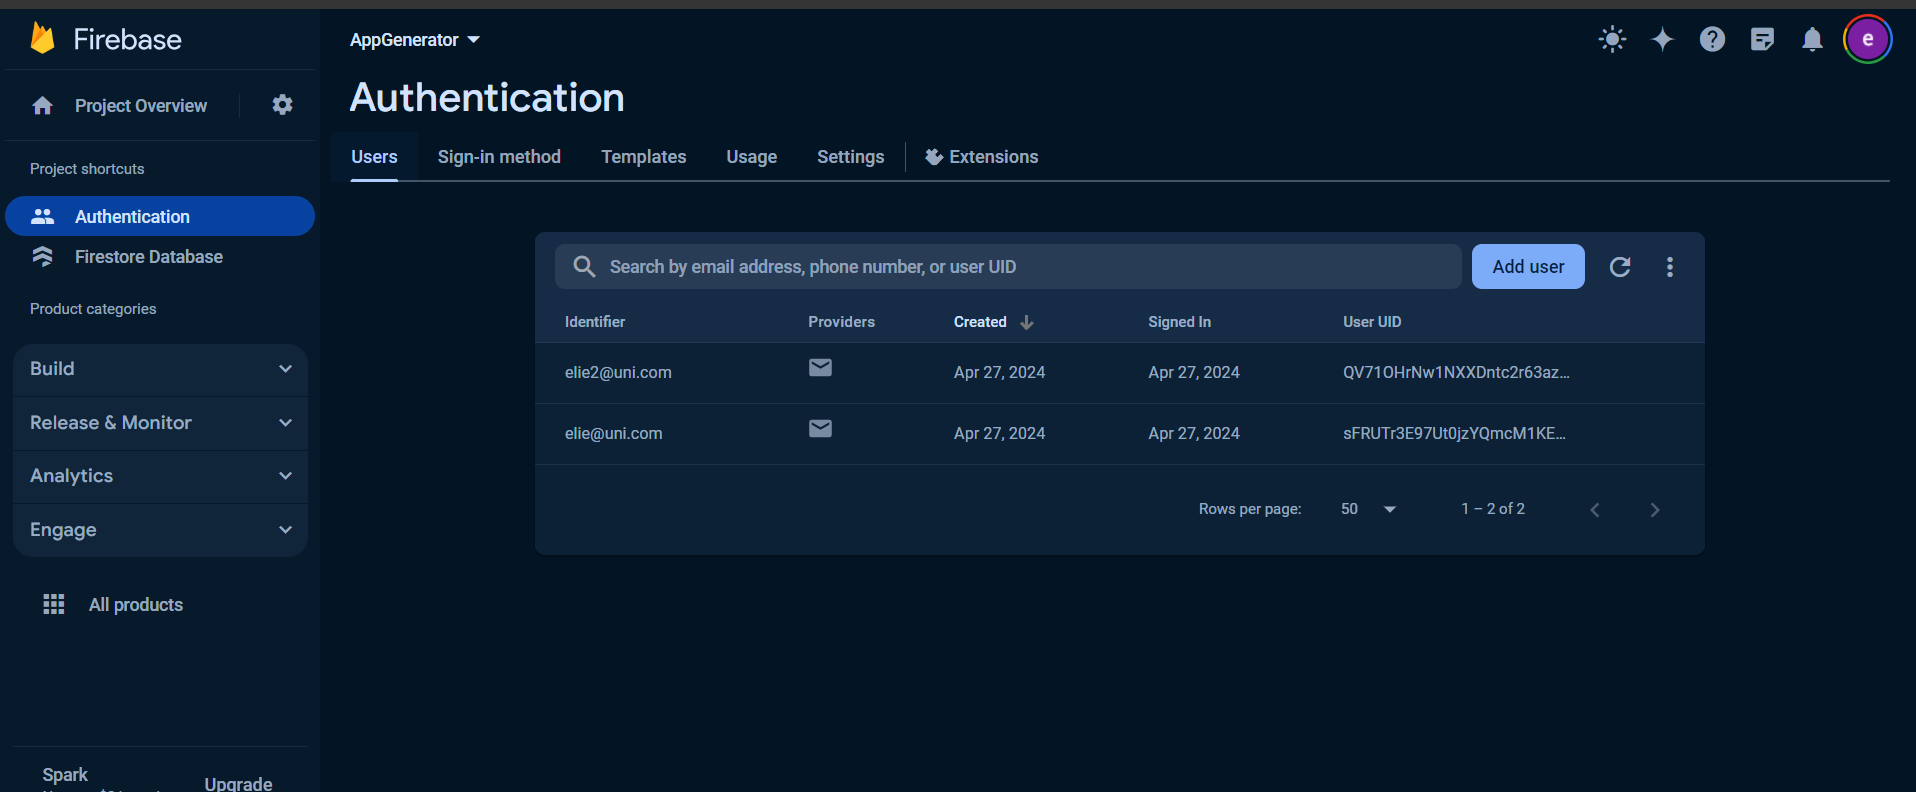 Firebase
AppGenerator
e
Project Overview
Authentication
Users
Sign-in method
Templates
Usage
Settings
Extensions
Project shortcuts
Authentication
Firestore Database
Product categories
Build
Release & Monitor
Analytics
Engage
All products
Spark
Upgrade
Search by email address, phone number, or user UID
Add user
Identifier Providers Created Signed In User UID
elie2@uni.com Apr 27, 2024 Apr 27, 2024 QV71OHrNw1NXXDntc2r63az...
elie@uni.com Apr 27, 2024 Apr 27, 2024 sFRUTr3E97Ut0jzYQmcM1KE...
Rows per page: 50 1 – 2 of 2